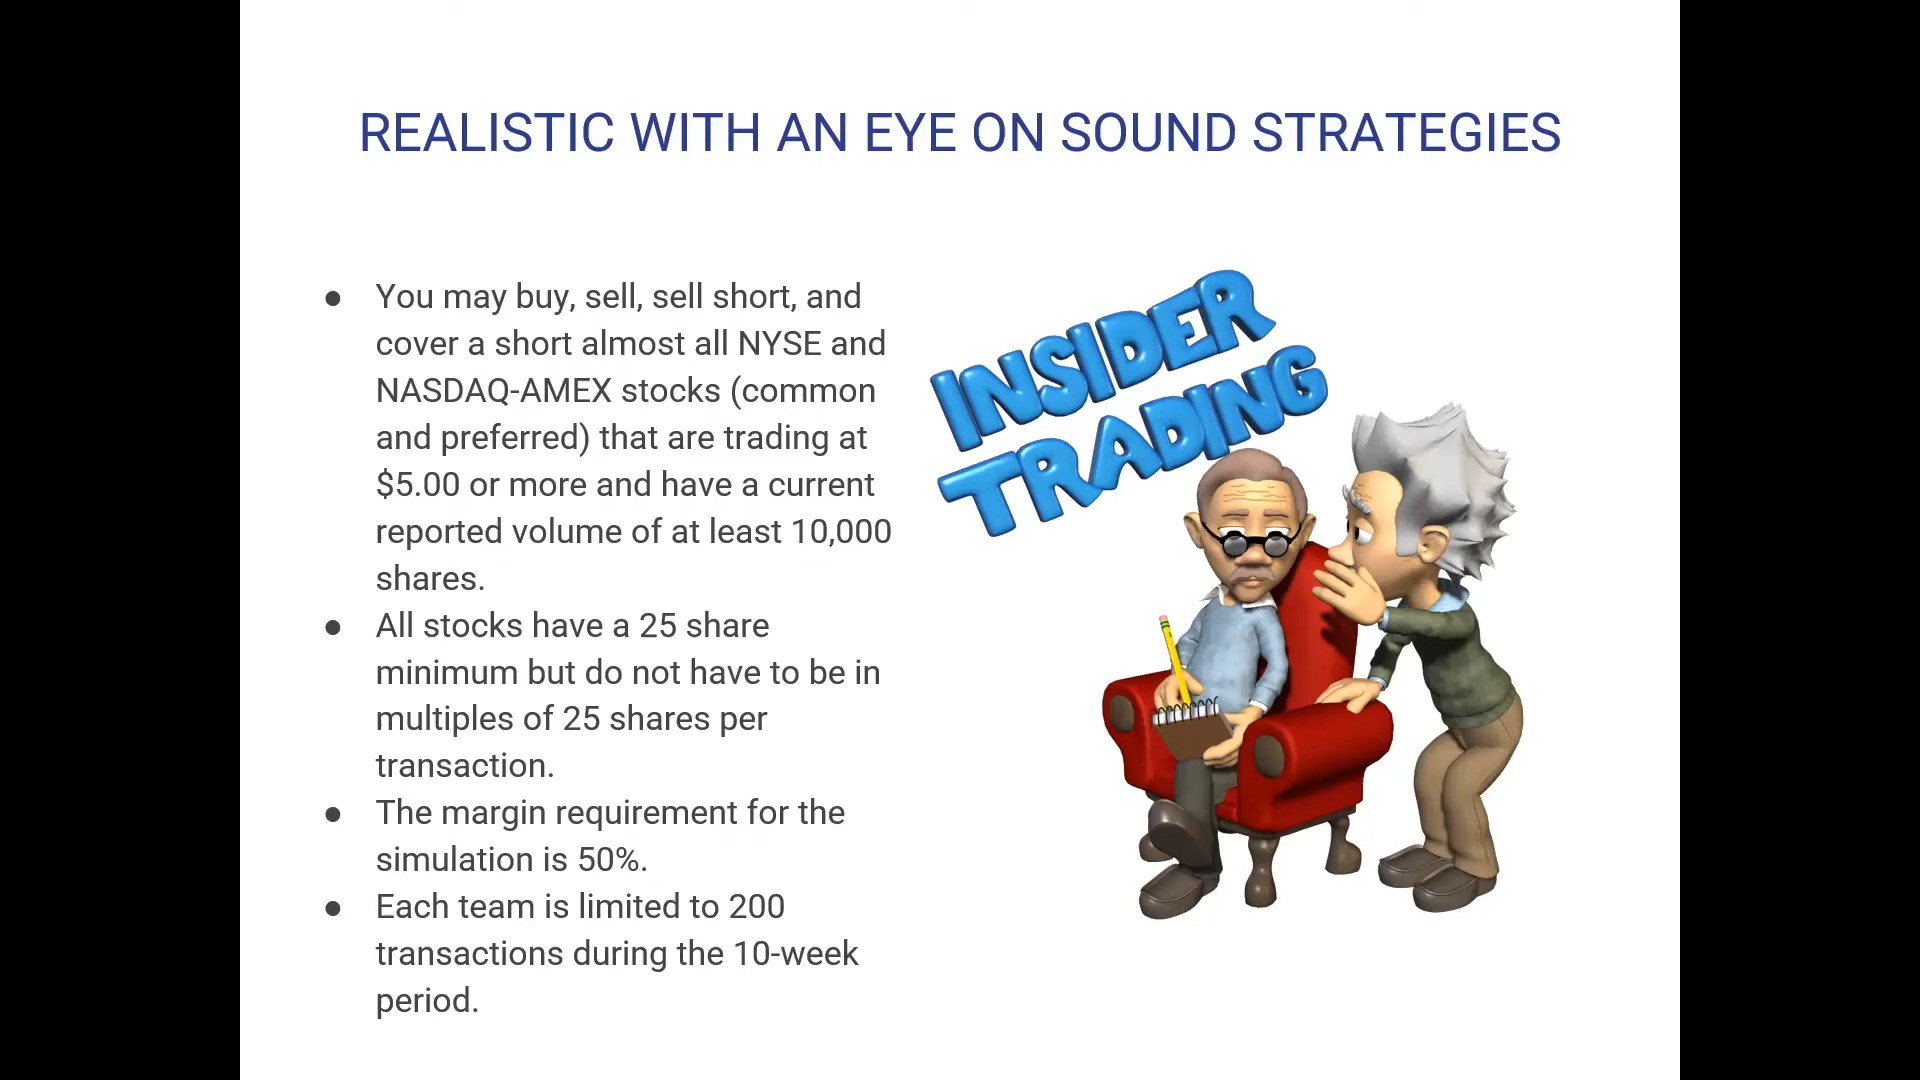 REALISTIC WITH AN EYE ON SOUND STRATEGIES
● You may buy, sell, sell short, and
cover a short almost all NYSE and
NASDAQ-AMEX stocks (common
and preferred) that are trading at
$5.00 or more and have a current
reported volume of at least 10,000
shares.
● All stocks have a 25 share
minimum but do not have to be in
multiples of 25 shares per
transaction.
● The margin requirement for the
simulation is 50%.
● Each team is limited to 200
transactions during the 10-week
period.
INSIDER
TRADING